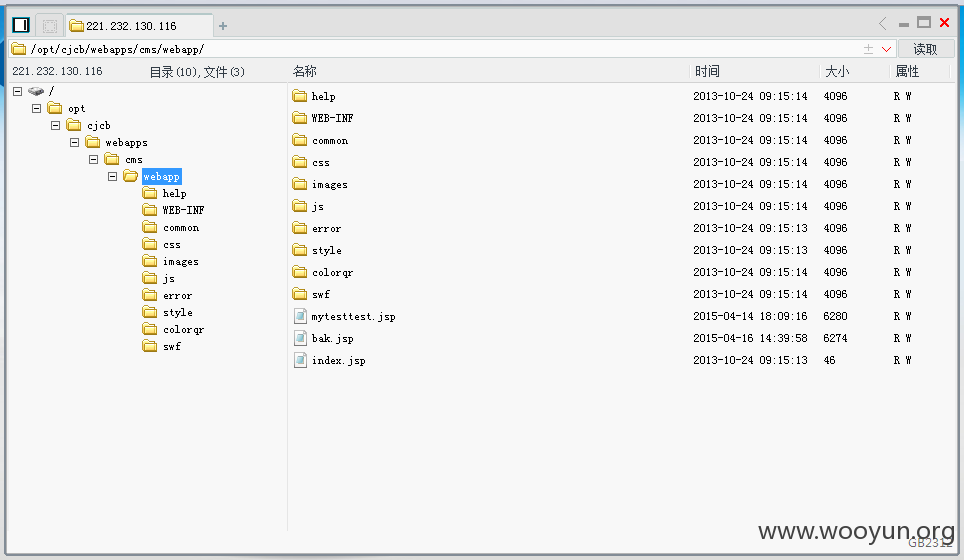 221.232.130.116
/opt/cjcb/webapps/cms/webapp/
读取
221.232.130.116 目录(10),文件(3)
名称 时间 大小 属性
/
opt
cjcb
webapps
cms
webapp
help
WEB-INF
common
css
images
js
error
style
colorqr
swf
help 2013-10-24 09:15:14 4096 R W
WEB-INF 2013-10-24 09:15:14 4096 R W
common 2013-10-24 09:15:14 4096 R W
css 2013-10-24 09:15:14 4096 R W
images 2013-10-24 09:15:14 4096 R W
js 2013-10-24 09:15:14 4096 R W
error 2013-10-24 09:15:13 4096 R W
style 2013-10-24 09:15:13 4096 R W
colorqr 2013-10-24 09:15:14 4096 R W
swf 2013-10-24 09:15:14 4096 R W
mytesttest.jsp 2015-04-14 18:09:16 6280 R W
bak.jsp 2015-04-16 14:39:58 6274 R W
index.jsp 2013-10-24 09:15:13 46 R W
www.wooyun.org
GB2312